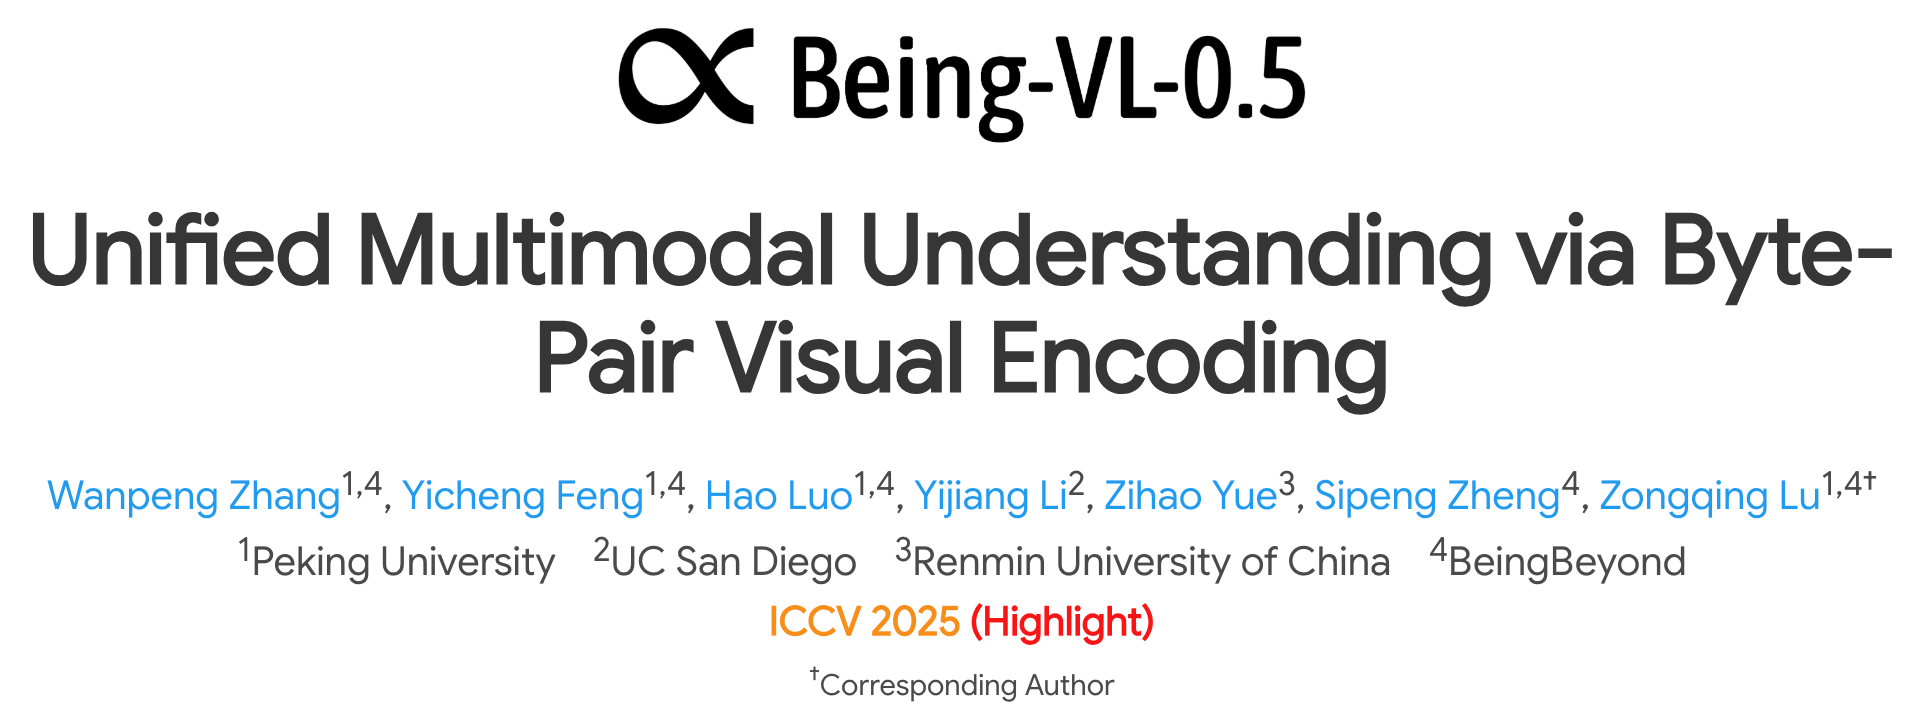 Being-VL-0.5
Unified Multimodal Understanding via Byte-
Pair Visual Encoding
Wanpeng Zhang1,4, Yicheng Feng1,4, Hao Luo1,4, Yijiang Li2, Zihao Yue3, Sipeng Zheng4, Zongqing Lu1,4†
1Peking University 2UC San Diego 3Renmin University of China 4BeingBeyond
ICCV 2025 (Highlight)
†Corresponding Author